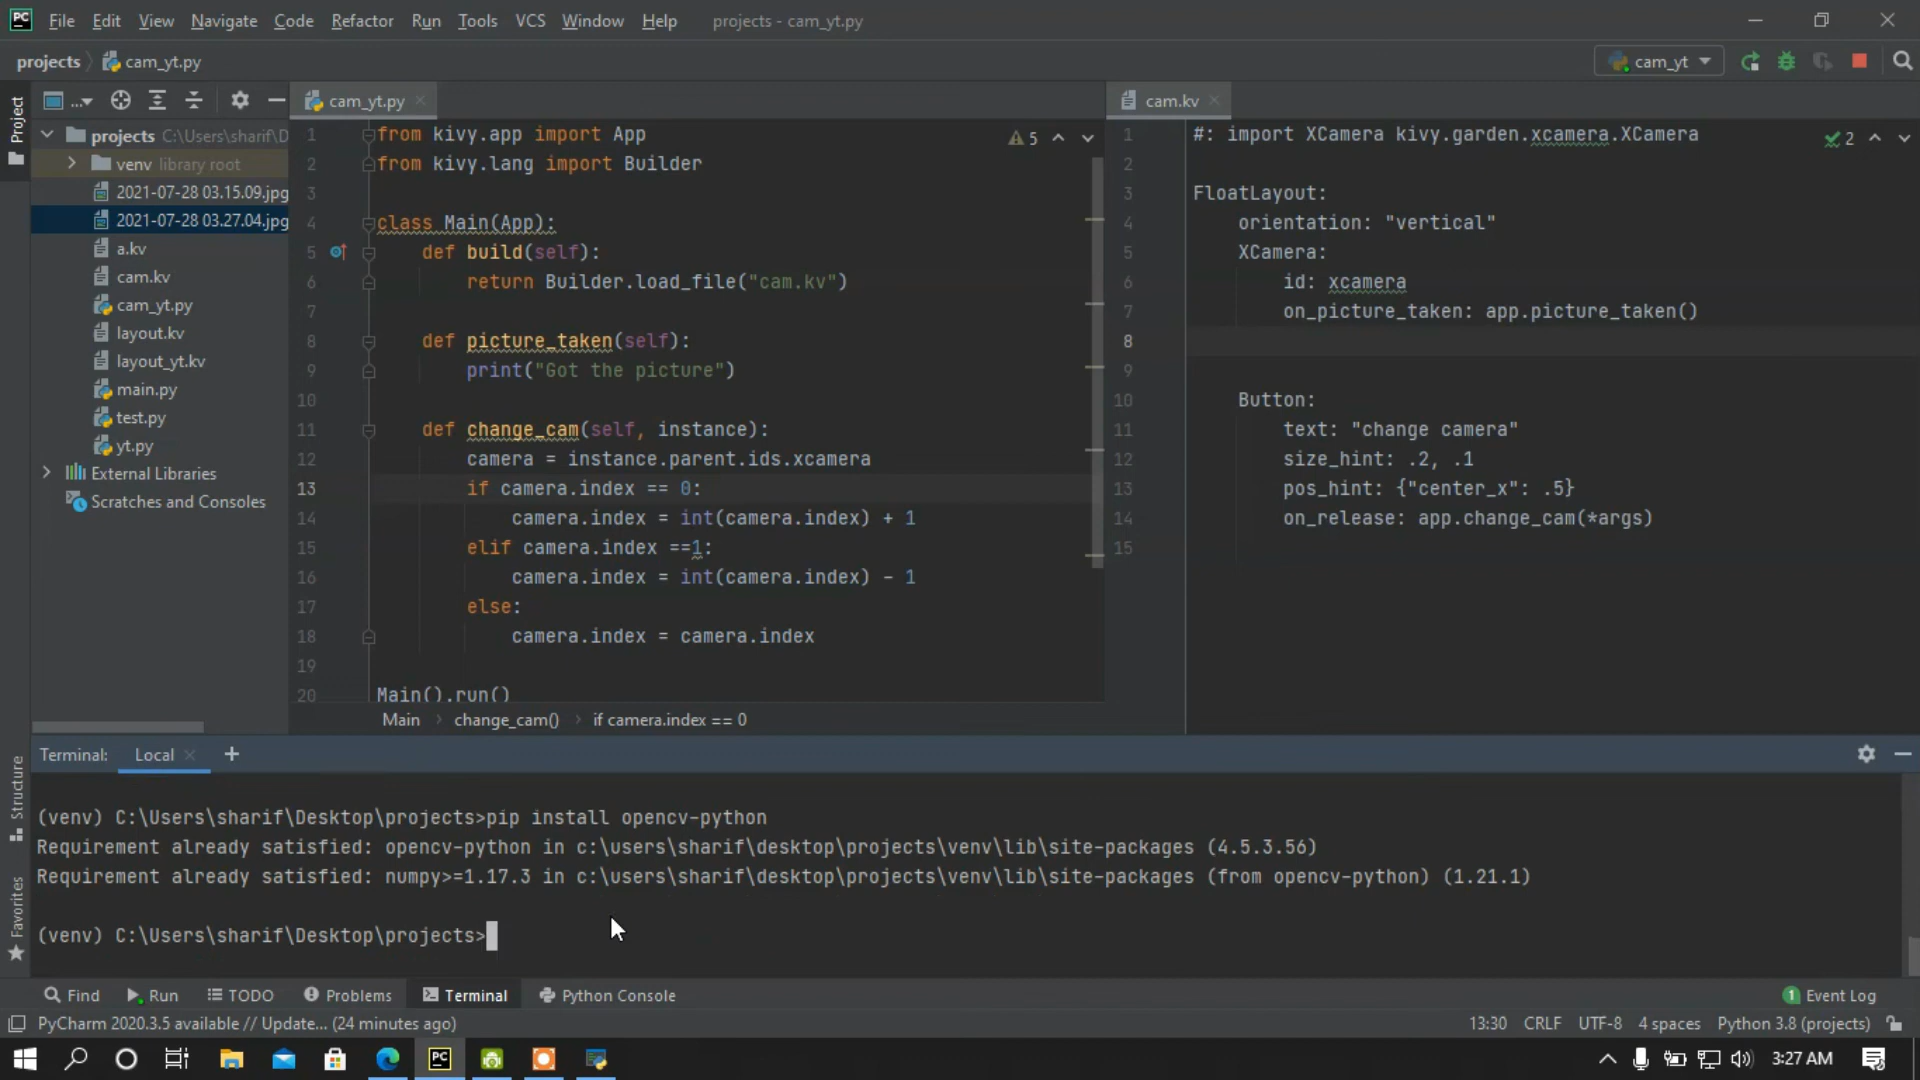 PC File Edit View Navigate Code Refactor Run Tools VCS Window Help projects - cam_yt.py
projects cam_yt.py
cam_yt
Project
...
cam_yt.py
cam.kv
projects C:\Users\sharif\D
venv library root
2021-07-28 03.15.09.jpg
2021-07-28 03.27.04.jpg
a.kv
cam.kv
cam_yt.py
layout.kv
layout_yt.kv
main.py
test.py
yt.py
External Libraries
Scratches and Consoles
5
1 from kivy.app import App
2 from kivy.lang import Builder
3
4 class Main(App):
5 def build(self):
6 return Builder.load_file("cam.kv")
7
8 def picture_taken(self):
9 print("Got the picture")
10
11 def change_cam(self, instance):
12 camera = instance.parent.ids.xcamera
13 if camera.index == 0:
14 camera.index = int(camera.index) + 1
15 elif camera.index ==1:
16 camera.index = int(camera.index) - 1
17 else:
18 camera.index = camera.index
19
20 Main().run()
Main change_cam() if camera.index == 0
2
1 #: import XCamera kivy.garden.xcamera.XCamera
2
3 FloatLayout:
4 orientation: "vertical"
5 XCamera:
6 id: xcamera
7 on_picture_taken: app.picture_taken()
8
9
10 Button:
11 text: "change camera"
12 size_hint: .2, .1
13 pos_hint: {"center_x": .5}
14 on_release: app.change_cam(*args)
15
Structure
Favorites
Terminal: Local +
(venv) C:\Users\sharif\Desktop\projects>pip install opencv-python
Requirement already satisfied: opencv-python in c:\users\sharif\desktop\projects\venv\lib\site-packages (4.5.3.56)
Requirement already satisfied: numpy>=1.17.3 in c:\users\sharif\desktop\projects\venv\lib\site-packages (from opencv-python) (1.21.1)
(venv) C:\Users\sharif\Desktop\projects>
Find Run TODO Problems Terminal Python Console 1 Event Log
PyCharm 2020.3.5 available // Update... (24 minutes ago) 13:30 CRLF UTF-8 4 spaces Python 3.8 (projects)
PC 3:27 AM